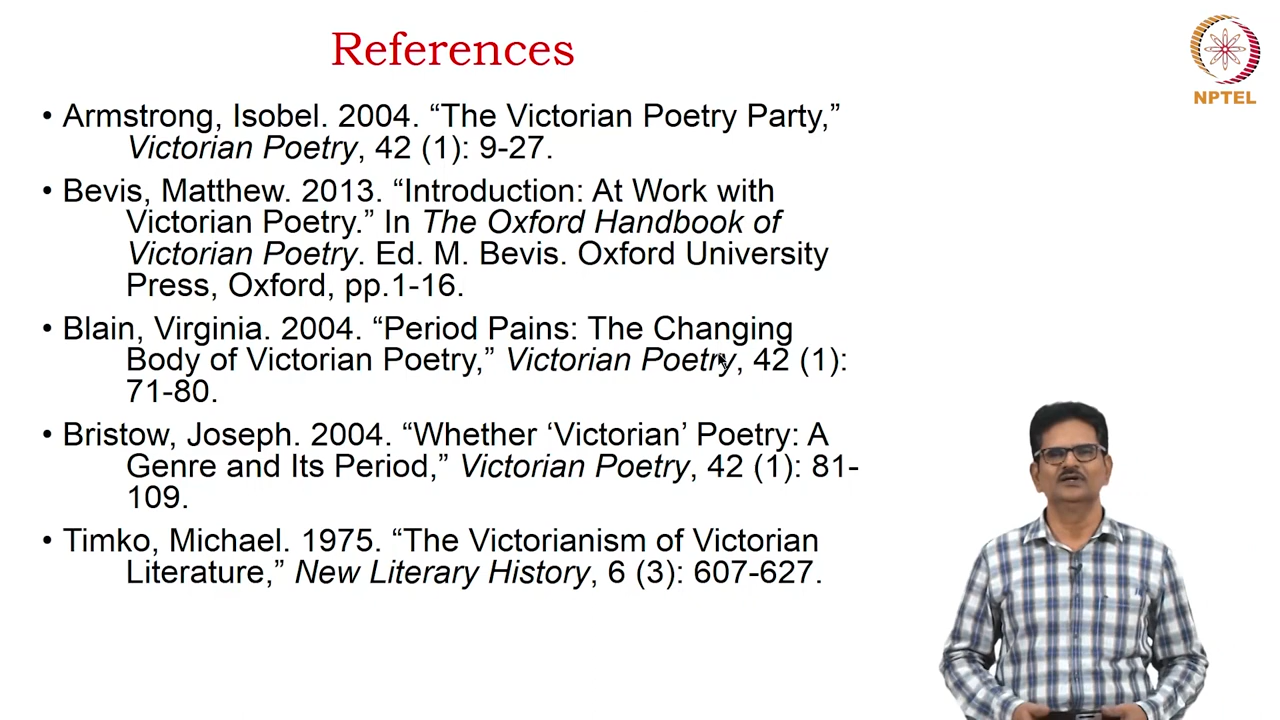 References
NPTEL
• Armstrong, Isobel. 2004. “The Victorian Poetry Party,”
Victorian Poetry, 42 (1): 9-27.
• Bevis, Matthew. 2013. “Introduction: At Work with
Victorian Poetry.” In The Oxford Handbook of
Victorian Poetry. Ed. M. Bevis. Oxford University
Press, Oxford, pp.1-16.
• Blain, Virginia. 2004. “Period Pains: The Changing
Body of Victorian Poetry,” Victorian Poetry, 42 (1):
71-80.
• Bristow, Joseph. 2004. “Whether ‘Victorian’ Poetry: A
Genre and Its Period,” Victorian Poetry, 42 (1): 81-
109.
• Timko, Michael. 1975. “The Victorianism of Victorian
Literature,” New Literary History, 6 (3): 607-627.